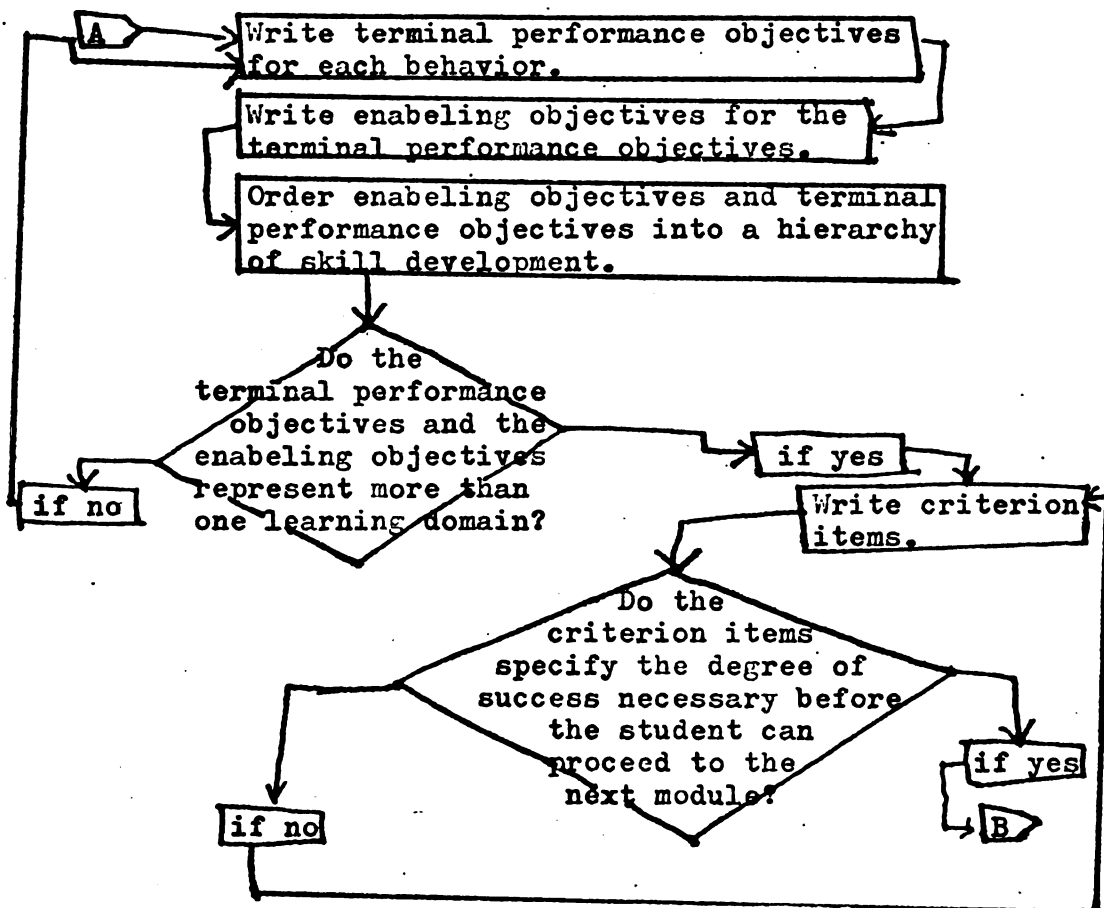 A
Write terminal performance objectives
for each behavior.
Write enabeling objectives for the
terminal performance objectives.
Order enabeling objectives and terminal
performance objectives into a hierarchy
of skill development.
Do the
terminal performance
objectives and the
enabeling objectives
represent more than
one learning domain?
if no
if yes
Write criterion
items.
Do the
criterion items
specify the degree of
success necessary before
the student can
proceed to the
next module?
if no
if yes
B